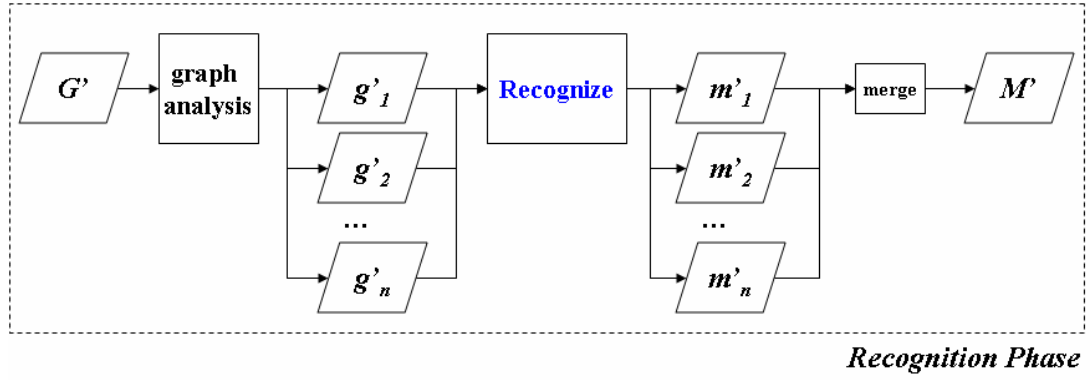 G’
graph
analysis
g’1
g’2
...
g’n
Recognize
m’1
m’2
...
m’n
merge
M’
Recognition Phase